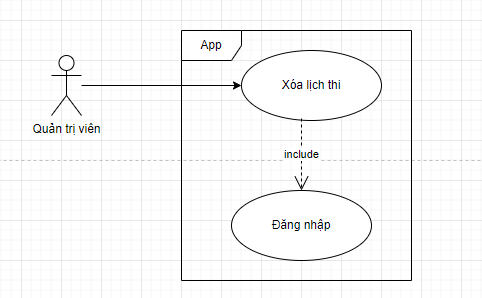 App
Xóa lịch thi
Quản trị viên
include
Đăng nhập